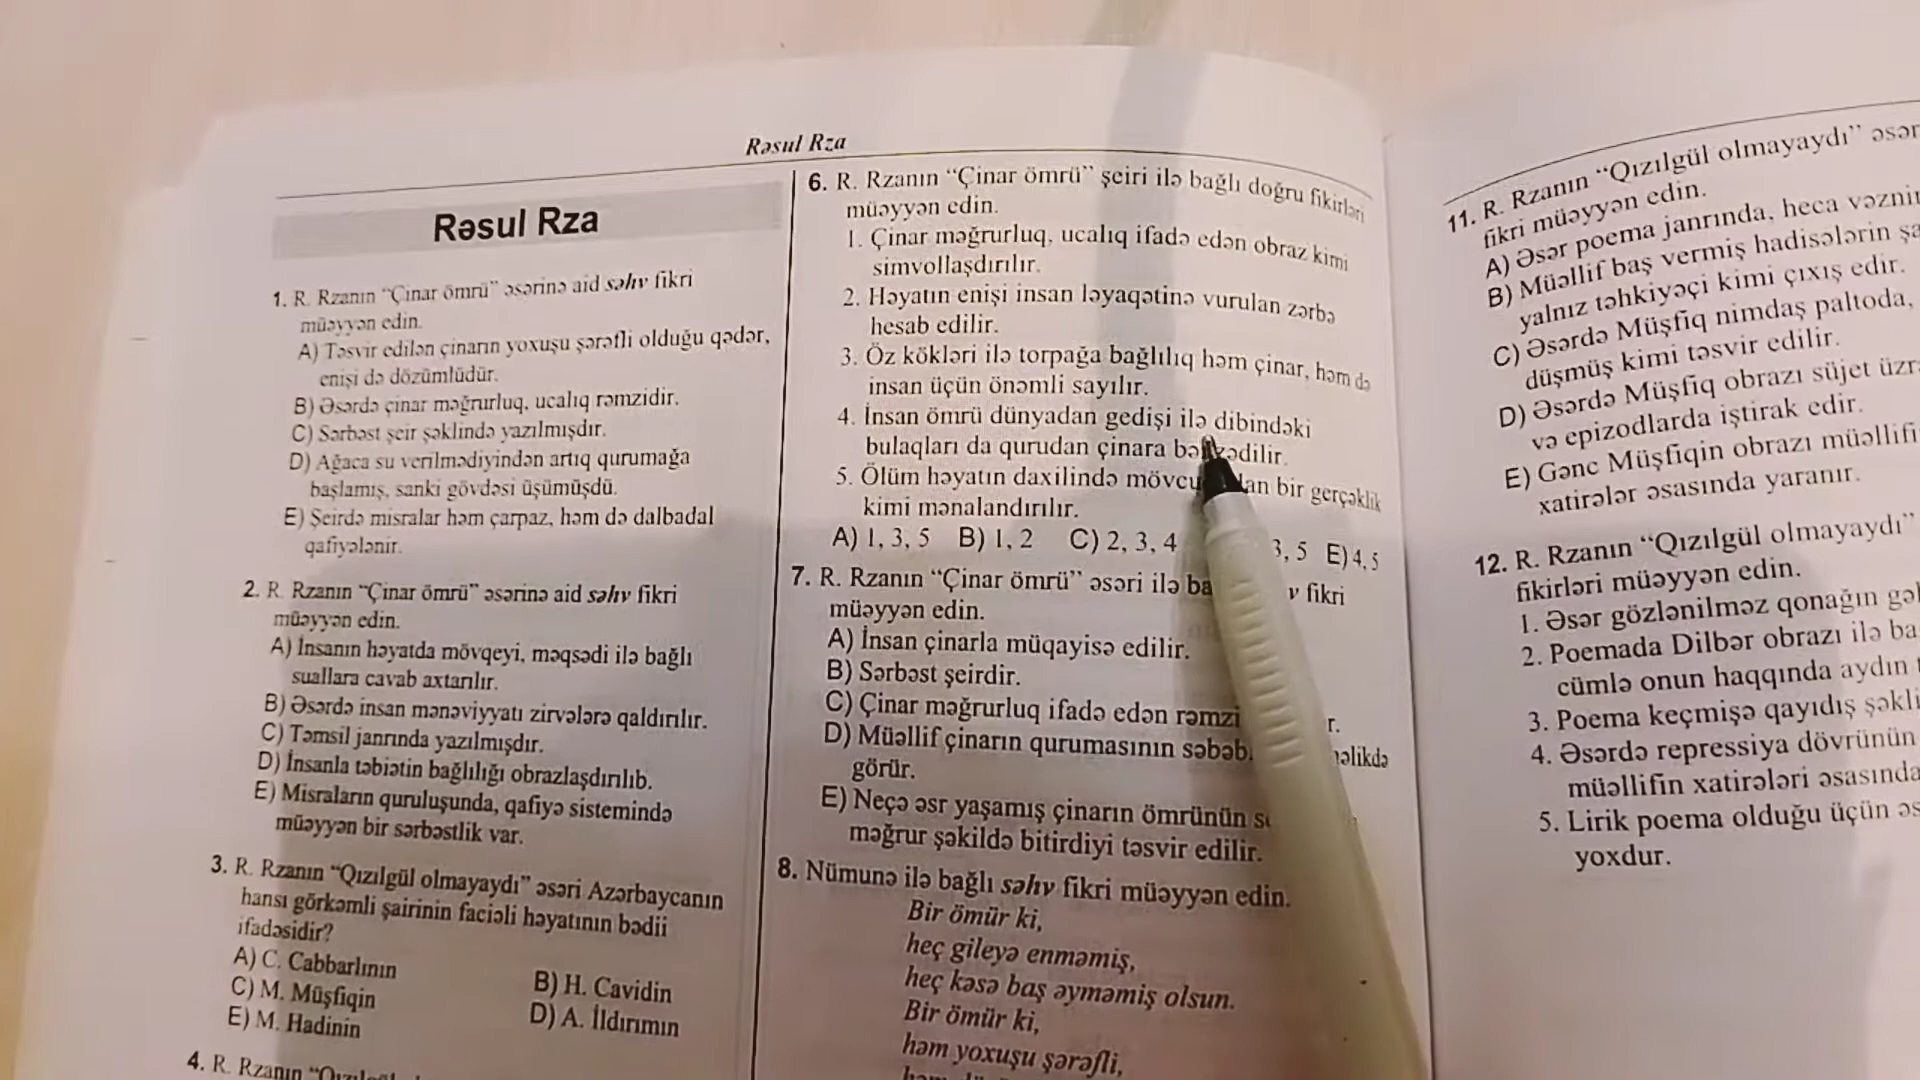 Rəsul Rza
Rəsul Rza
1. R. Rzanın “Çinar ömrü” əsərinə aid səhv fikri
müəyyən edin.
A) Təsvir edilən çinarın yoxuşu şərəfli olduğu qədər,
enişi də dözümlüdür.
B) Əsərdə çinar məğrurluq, ucalıq rəmzidir.
C) Sərbəst şeir şəklində yazılmışdır.
D) Ağaca su verilmədiyindən artıq qurumağa
başlamış, sanki gövdəsi üşümüşdü.
E) Şeirdə misralar həm çarpaz, həm də dalbadal
qafiyələnir.
2. R. Rzanın “Çinar ömrü” əsərinə aid səhv fikri
müəyyən edin.
A) İnsanın həyatda mövqeyi, məqsədi ilə bağlı
suallara cavab axtarılır.
B) Əsərdə insan mənəviyyatı zirvələrə qaldırılır.
C) Təmsil janrında yazılmışdır.
D) İnsanla təbiətin bağlılığı obrazlaşdırılıb.
E) Misraların quruluşunda, qafiyə sistemində
müəyyən bir sərbəstlik var.
3. R. Rzanın “Qızılgül olmayaydı” əsəri Azərbaycanın
hansı görkəmli şairinin faciəli həyatının bədii
ifadəsidir?
A) C. Cabbarlının
B) H. Cavidin
C) M. Müşfiqin
D) A. İldırımın
E) M. Hadinin
4. R. Rzanın
6. R. Rzanın “Çinar ömrü” şeiri ilə bağlı doğru fikirləri
müəyyən edin.
1. Çinar məğrurluq, ucalıq ifadə edən obraz kimi
simvollaşdırılır.
2. Həyatın enişi insan ləyaqətinə vurulan zərbə
hesab edilir.
3. Öz kökləri ilə torpağa bağlılıq həm çinar, həm də
insan üçün önəmli sayılır.
4. İnsan ömrü dünyadan gedişi ilə dibindəki
bulaqları da qurudan çinara
5. Ölüm həyatın daxilində bir gerçəklik
kimi mənalandırılır.
A) 1, 3, 5 B) 1, 2 C) 2, 3, 4 3, 5 E) 4, 5
7. R. Rzanın “Çinar ömrü” əsəri ilə fikri
müəyyən edin.
A) İnsan çinarla müqayisə edilir.
B) Sərbəst şeirdir.
C) Çinar məğrurluq ifadə edən
D) Müəllif çinarın qurumasının
görür.
E) Neçə əsr yaşamış çinarın ömrünün
məğrur şəkildə bitirdiyi təsvir edilir.
8. Nümunə ilə bağlı səhv fikri müəyyən edin.
Bir ömür ki,
heç gileyə enməmiş,
heç kəsə baş əyməmiş olsun.
Bir ömür ki,
həm yoxuşu şərəfli,
11. R. Rzanın “Qızılgül olmayaydı”
fikri müəyyən edin.
A) Əsər poema janrında, heca
B) Müəllif baş vermiş hadisələrin
yalnız təhkiyəçi kimi çıxış edir.
C) Əsərdə Müşfiq nimdaş paltoda,
düşmüş kimi təsvir edilir.
D) Əsərdə Müşfiq obrazı süjet
və epizodlarda iştirak edir.
E) Gənc Müşfiqin obrazı
xatirələr əsasında yaranır.
12. R. Rzanın “Qızılgül olmayaydı”
fikirləri müəyyən edin.
1. Əsər gözlənilməz qonağın
2. Poemada Dilbər obrazı ilə
cümlə onun haqqında aydın
3. Poema keçmişə qayıdış
4. Əsərdə repressiya dövrünün
müəllifin xatirələri əsasında
5. Lirik poema olduğu üçün
yoxdur.